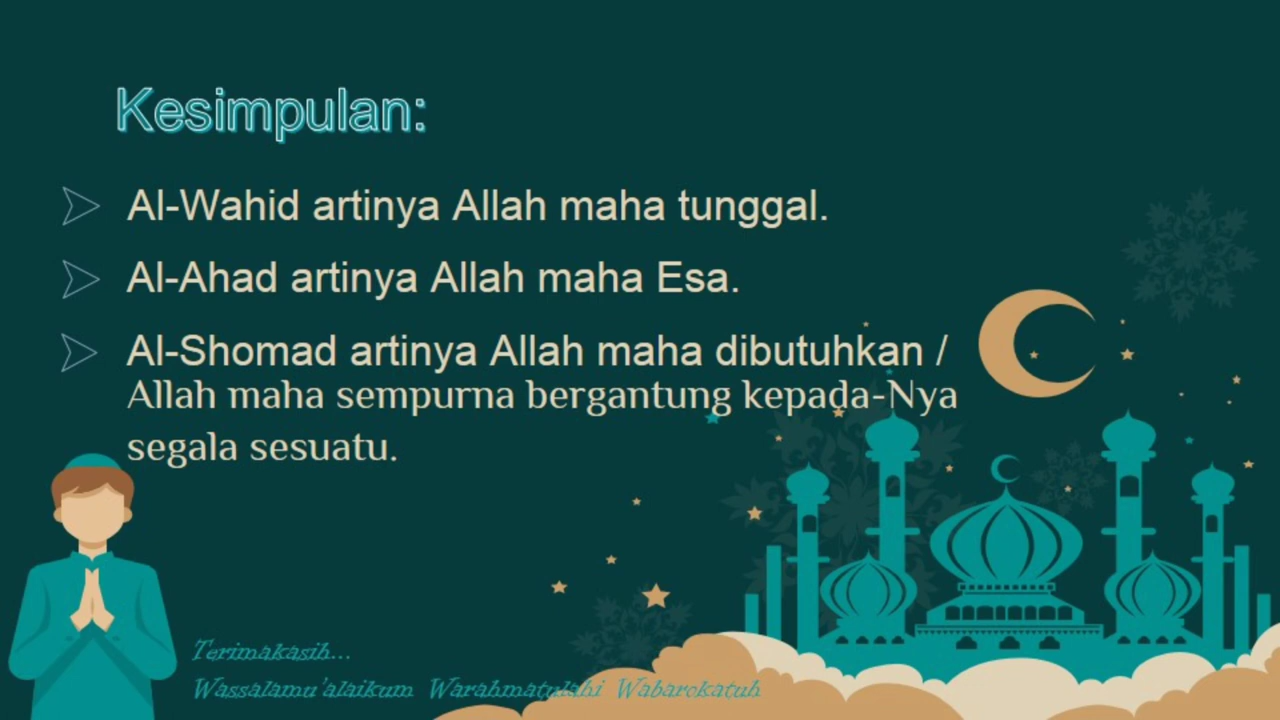 Kesimpulan:
Al-Wahid artinya Allah maha tunggal.
Al-Ahad artinya Allah maha Esa.
Al-Shomad artinya Allah maha dibutuhkan /
Allah maha sempurna bergantung kepada-Nya
segala sesuatu.
Terimakasih...
Wassalamu'alaikum Warahmatulahi Wabarokatuh